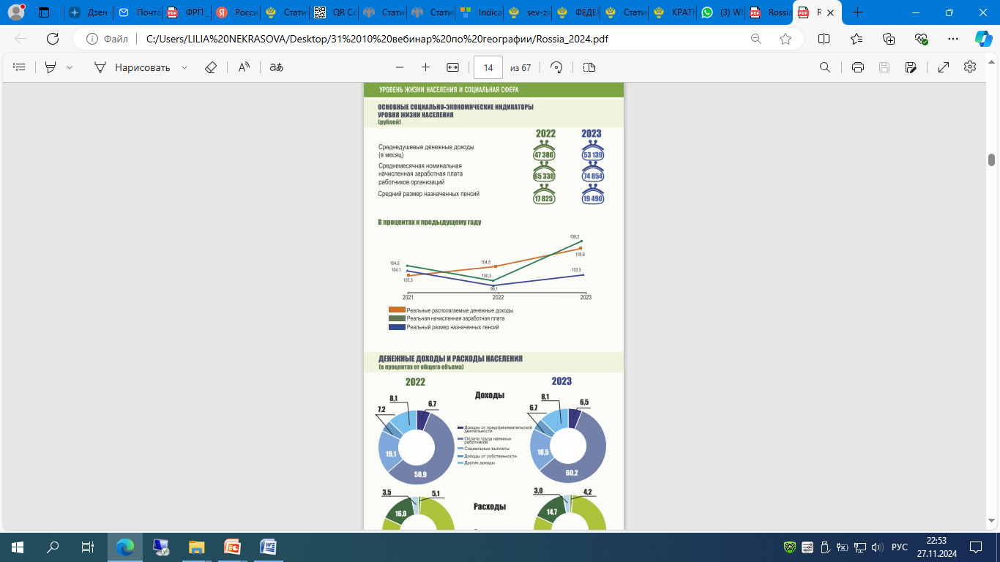 Дзен
Почта
ФРП
Росси
Стати
QR Co
Стати
Стати
Indica
sev-za
ФЕДЕ
Стати
КРАТН
(3) W
Rossia
R
Файл
C:/Users/LILIA%20NEKRASOVA/Desktop/31%2010%20вебинар%20по%20географии/Rossia_2024.pdf
Нарисовать
14 из 67
УРОВЕНЬ ЖИЗНИ НАСЕЛЕНИЯ И СОЦИАЛЬНАЯ СФЕРА
ОСНОВНЫЕ СОЦИАЛЬНО-ЭКОНОМИЧЕСКИЕ ИНДИКАТОРЫ
УРОВНЯ ЖИЗНИ НАСЕЛЕНИЯ
(рублей)
2022 2023
Среднедушевые денежные доходы
(в месяц)
47 386 53 139
Среднемесячная номинальная
начисленная заработная плата
работников организаций
65 338 74 854
Средний размер назначенных пенсий
17 825 19 490
В процентах к предыдущему году
104,5
104,1
103,3
104,5
100,3
99,1
108,2
105,8
103,3
2021 2022 2023
Реальные располагаемые денежные доходы
Реальная начисленная заработная плата
Реальный размер назначенных пенсий
ДЕНЕЖНЫЕ ДОХОДЫ И РАСХОДЫ НАСЕЛЕНИЯ
(в процентах от общего объема)
2022 2023
Доходы
7,2
8,1
6,7
19,1
58,9
Доходы от предпринимательской
деятельности
Оплата труда наемных
работников
Социальные выплаты
Доходы от собственности
Другие доходы
6,7
8,1
6,5
18,5
60,2
Расходы
3,5
5,1
16,0
3,0
4,2
14,7
РУС
22:53
27.11.2024